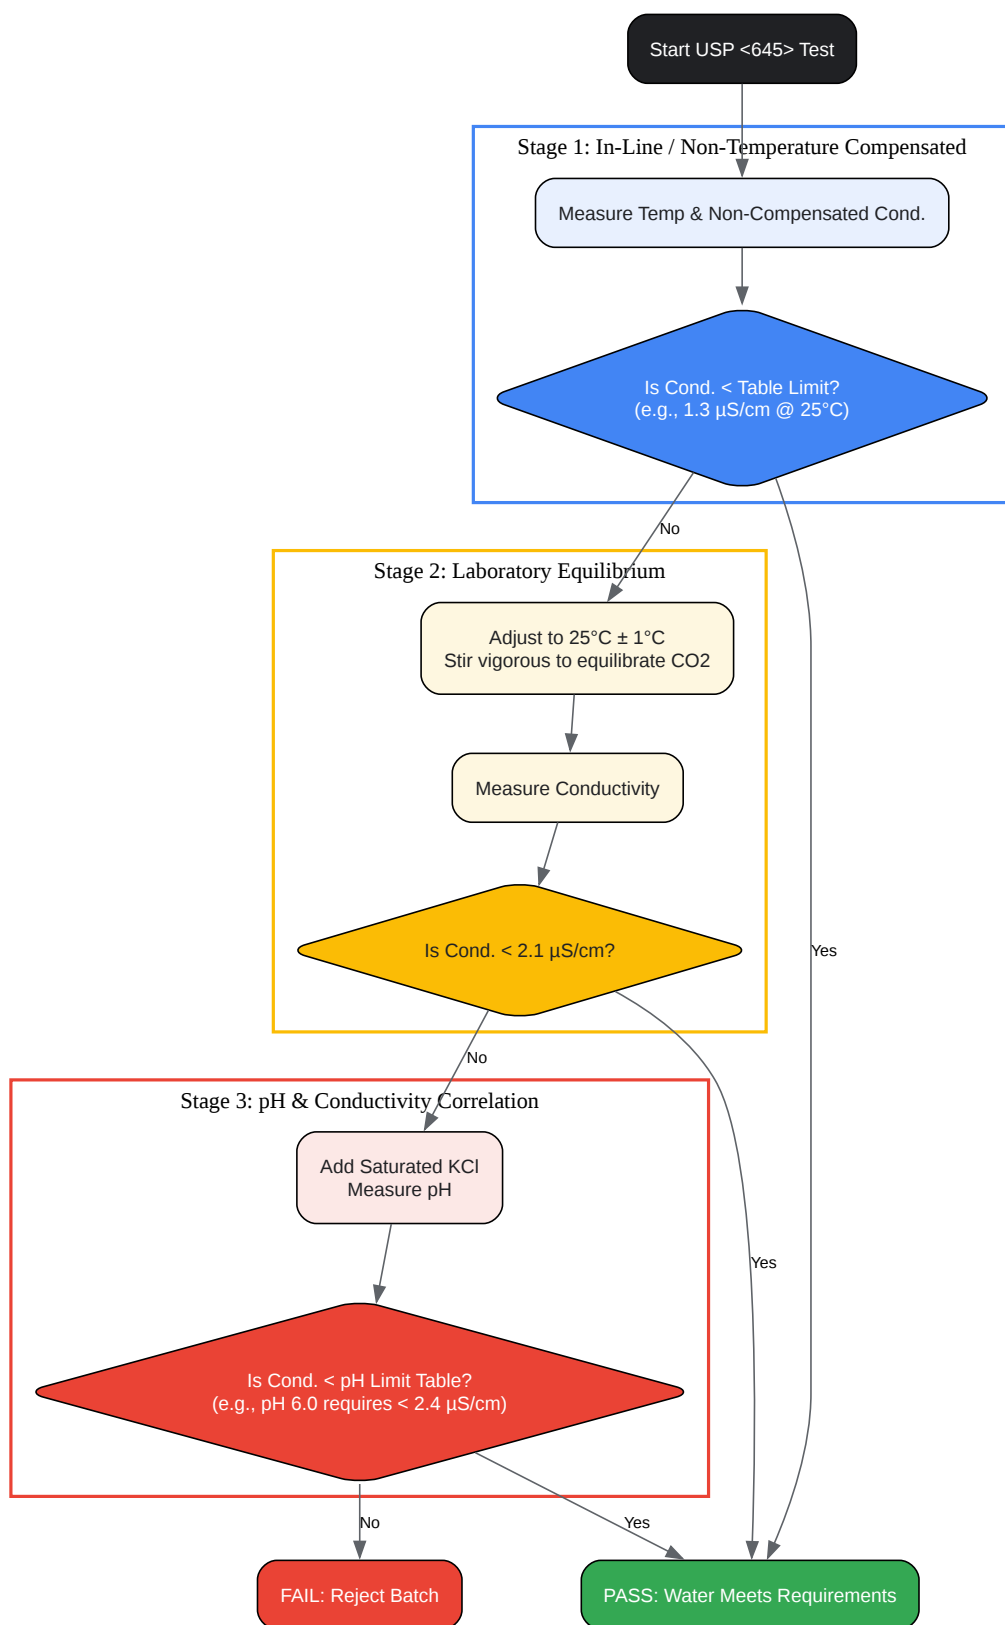 Start USP <645> Test
Stage 1: In-Line / Non-Temperature Compensated
Measure Temp & Non-Compensated Cond.
Is Cond. < Table Limit?
(e.g., 1.3 µS/cm @ 25°C)
No
Stage 2: Laboratory Equilibrium
Adjust to 25°C ± 1°C
Stir vigorous to equilibrate CO2
Measure Conductivity
Is Cond. < 2.1 µS/cm?
Yes
No
Stage 3: pH & Conductivity Correlation
Add Saturated KCl
Measure pH
Yes
Is Cond. < pH Limit Table?
(e.g., pH 6.0 requires < 2.4 µS/cm)
No
Yes
FAIL: Reject Batch
PASS: Water Meets Requirements